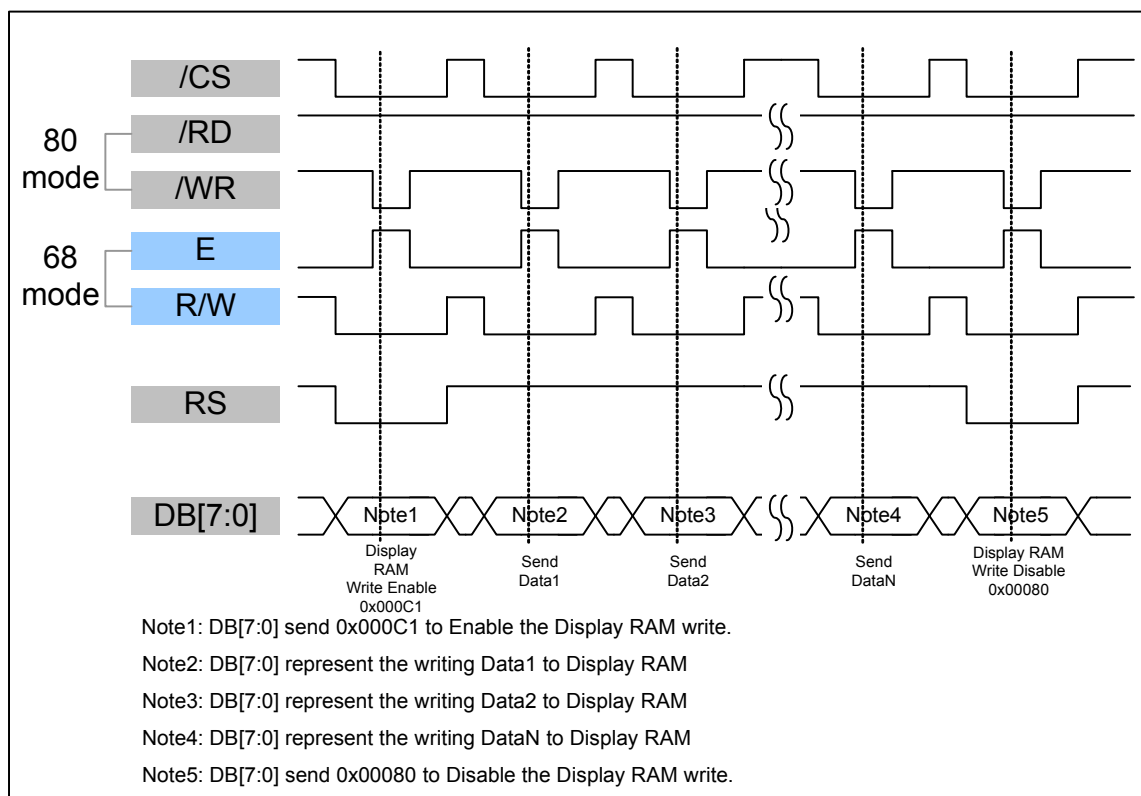 /CS
80
mode
/RD
/WR
68
mode
E
R/W
RS
DB[7:0]
Note1
Note2
Note3
Note4
Note5
Display
RAM
Write Enable
0x000C1
Send
Data1
Send
Data2
Send
DataN
Display RAM
Write Disable
0x00080
Note1: DB[7:0] send 0x000C1 to Enable the Display RAM write.
Note2: DB[7:0] represent the writing Data1 to Display RAM
Note3: DB[7:0] represent the writing Data2 to Display RAM
Note4: DB[7:0] represent the writing DataN to Display RAM
Note5: DB[7:0] send 0x00080 to Disable the Display RAM write.